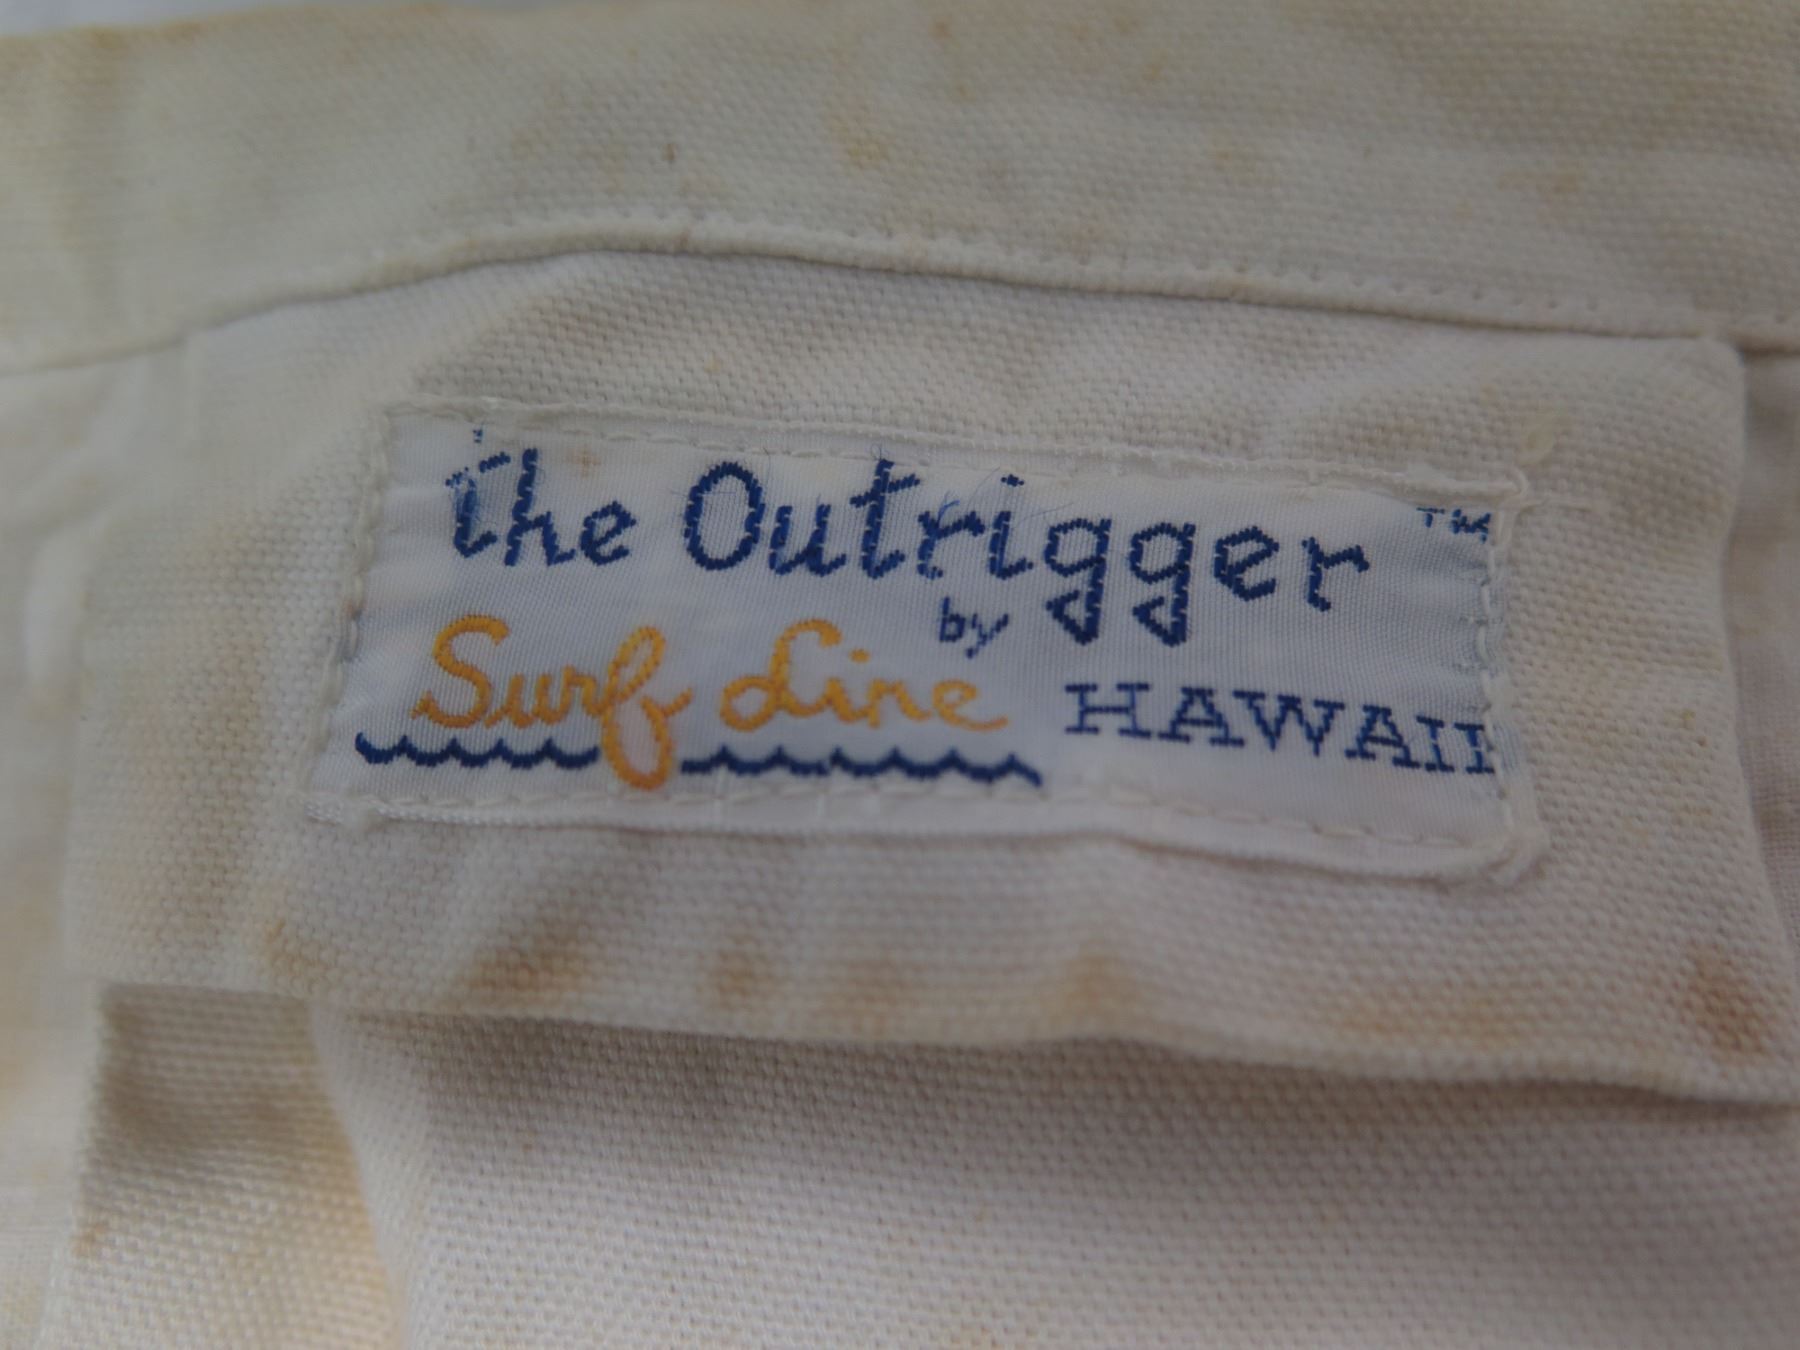 The Outrigger ™
by
Surf Line HAWAII